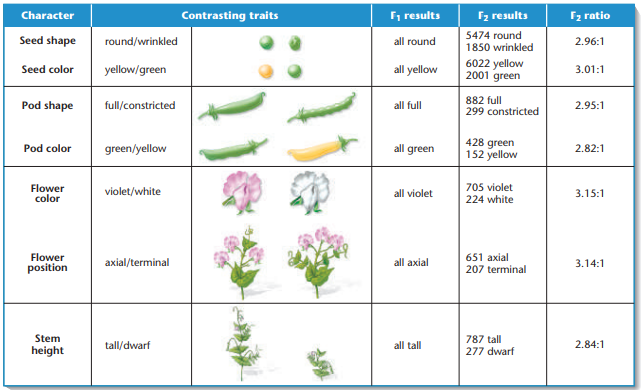 Character Contrasting traits F₁ results F₂ results F₂ ratio
Seed shape round/wrinkled all round 5474 round 2.96:1
1850 wrinkled
Seed color yellow/green all yellow 6022 yellow 3.01:1
2001 green
Pod shape full/constricted all full 882 full 2.95:1
299 constricted
Pod color green/yellow all green 428 green 2.82:1
152 yellow
Flower violet/white all violet 705 violet 3.15:1
color 224 white
Flower axial/terminal all axial 651 axial 3.14:1
position 207 terminal
Stem tall/dwarf all tall 787 tall 2.84:1
height 277 dwarf